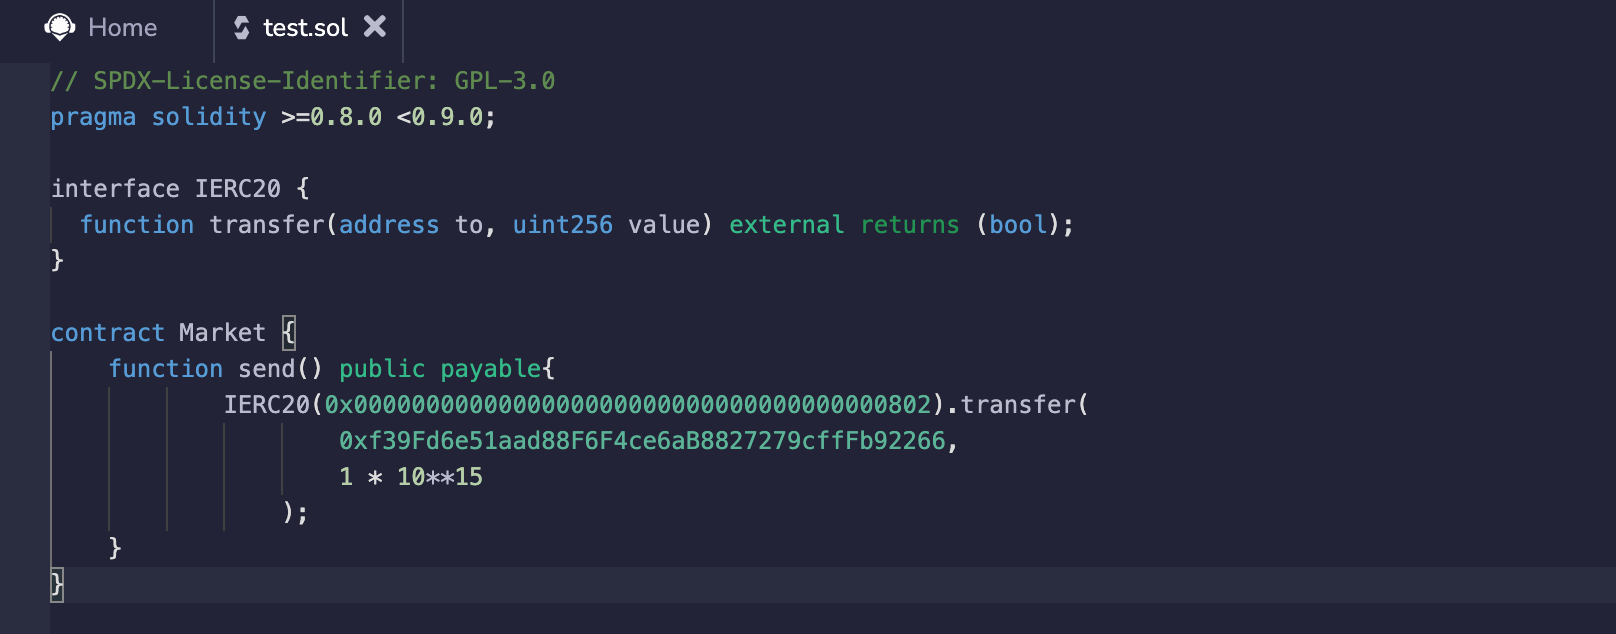 Home
test.sol
// SPDX-License-Identifier: GPL-3.0
pragma solidity >=0.8.0 <0.9.0;
interface IERC20 {
function transfer(address to, uint256 value) external returns (bool);
}
contract Market {
function send() public payable{
IERC20(0x0000000000000000000000000000000000000802).transfer(
0xf39Fd6e51aad88F6F4ce6aB8827279cffFb92266,
1 * 10**15
);
}
}